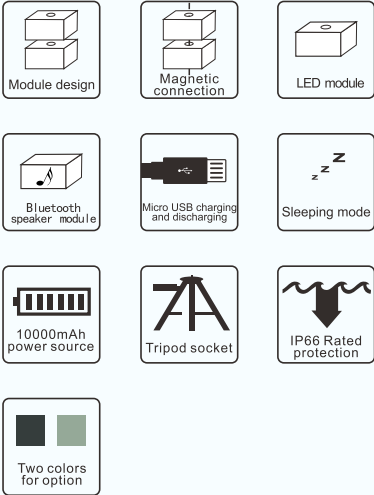 Module design
Magnetic
connection
LED module
Bluetooth
speaker module
Micro USB charging
and discharging
Z
Z
Z
Sleeping mode
10000mAh
power source
Tripod socket
IP66 Rated
protection
Two colors
for option